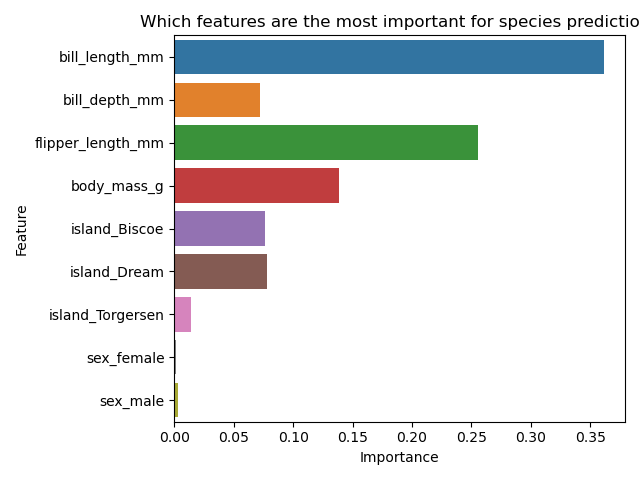 Which features are the most important for species predictio
bill_length_mm
bill_depth_mm
flipper_length_mm
body_mass_g
island_Biscoe
island_Dream
island_Torgersen
sex_female
sex_male
Feature
0.00 0.05 0.10 0.15 0.20 0.25 0.30 0.35
Importance